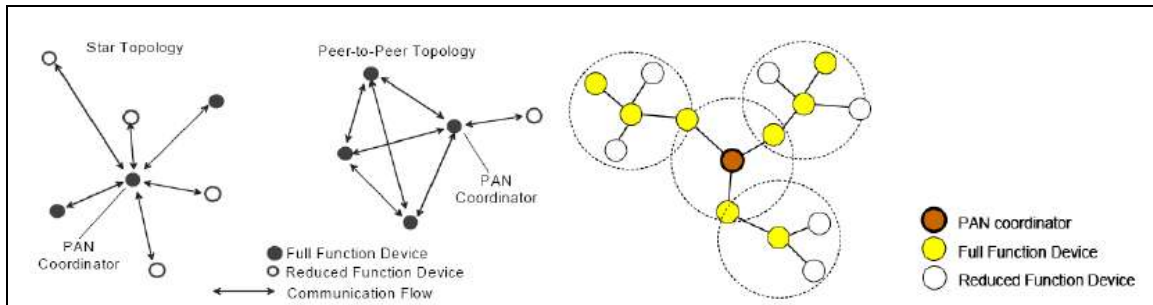 Star Topology
PAN
Coordinator
Peer-to-Peer Topology
PAN
Coordinator
Full Function Device
Reduced Function Device
Communication Flow
PAN coordinator
Full Function Device
Reduced Function Device